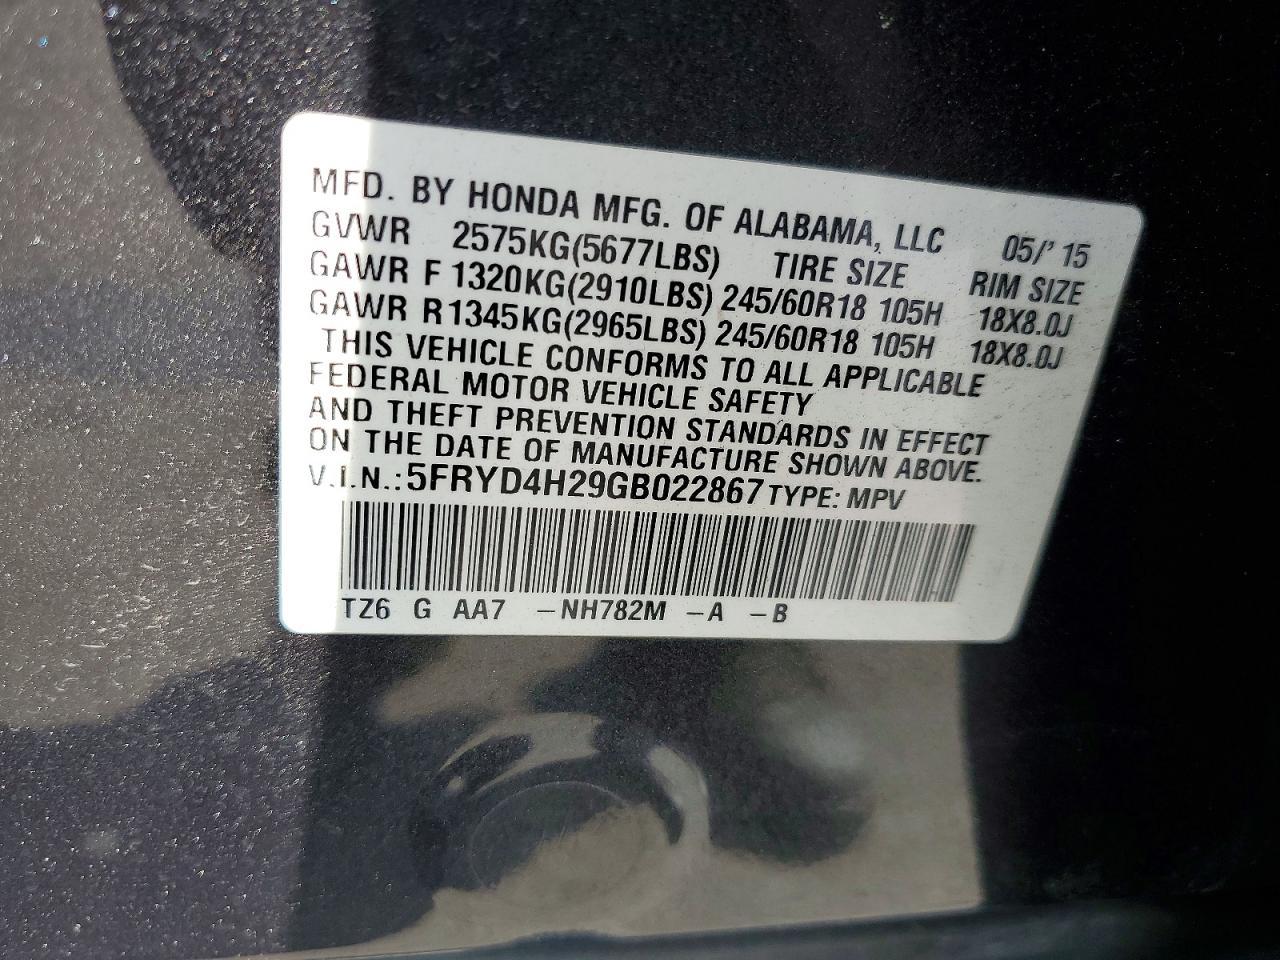 MFD. BY HONDA MFG. OF ALABAMA, LLC 05/' 15
GVWR 2575KG(5677LBS) TIRE SIZE RIM SIZE
GAWR F 1320KG(2910LBS) 245/60R18 105H 18X8.0J
GAWR R 1345KG(2965LBS) 245/60R18 105H 18X8.0J
THIS VEHICLE CONFORMS TO ALL APPLICABLE
FEDERAL MOTOR VEHICLE SAFETY
AND THEFT PREVENTION STANDARDS IN EFFECT
ON THE DATE OF MANUFACTURE SHOWN ABOVE.
V.I.N.: 5FRYD4H29GB022867 TYPE: MPV
TZ6 G AA7 -NH782M -A -B